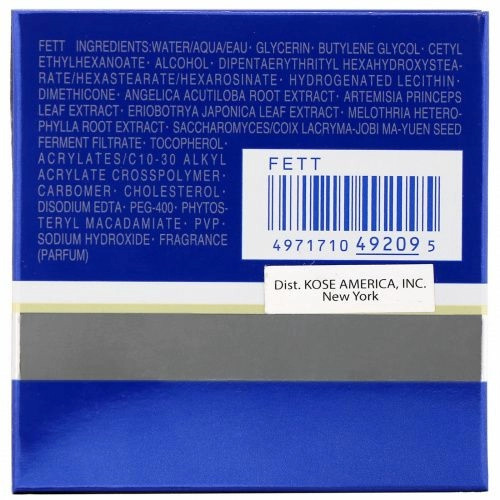 FETT INGREDIENTS:WATER/AQUA/EAU· GLYCERIN· BUTYLENE GLYCOL· CETYL
ETHYLHEXANOATE· ALCOHOL· DIPENTAERYTHRITYL HEXAHYDROXYSTEA-
RATE/HEXASTEARATE/HEXAROSINATE· HYDROGENATED LECITHIN·
DIMETHICONE· ANGELICA ACUTILOBA ROOT EXTRACT· ARTEMISIA PRINCEPS
LEAF EXTRACT· ERIOBOTRYA JAPONICA LEAF EXTRACT· MELOTHRIA HETERO-
PHYLLA ROOT EXTRACT· SACCHAROMYCES/COIX LACRYMA-JOBI MA-YUEN SEED
FERMENT FILTRATE· TOCOPHEROL·
ACRYLATES/C10-30 ALKYL
ACRYLATE CROSSPOLYMER·
CARBOMER· CHOLESTEROL·
DISODIUM EDTA· PEG-400· PHYTOS-
TERYL MACADAMIATE· PVP·
SODIUM HYDROXIDE· FRAGRANCE
(PARFUM)
FETT
4971710 49209 5
Dist. KOSE AMERICA, INC.
New York